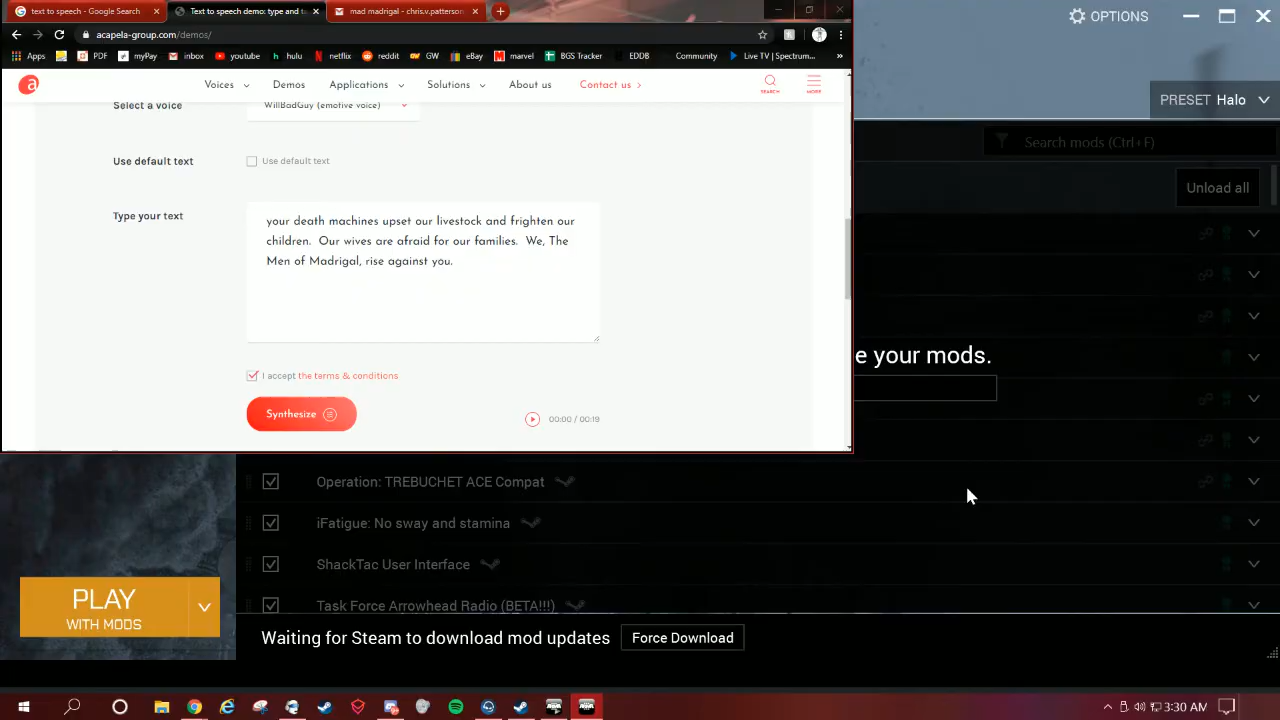 text to speech - Google Search
Text to speech demo: type and ta
mad madrigal - chris.v.patterson
acapela-group.com/demos/
Apps
PDF
myPay
inbox
youtube
hulu
netflix
reddit
GW
eBay
marvel
BGS Tracker
EDDB
Community
Live TV | Spectrum...
OPTIONS
PRESET Halo
Voices
Demos
Applications
Solutions
About us
Contact us
SEARCH
MORE
Search mods (Ctrl+F)
Select a voice
WillBadGuy (emotive voice)
Use default text
Use default text
Unload all
Type your text
your death machines upset our livestock and frighten our
children. Our wives are afraid for our families. We, The
Men of Madrigal, rise against you.
e your mods.
I accept the terms & conditions
Synthesize
00:00 / 00:19
Operation: TREBUCHET ACE Compat
iFatigue: No sway and stamina
ShackTac User Interface
Task Force Arrowhead Radio (BETA!!!)
PLAY
WITH MODS
Waiting for Steam to download mod updates
Force Download
3:30 AM